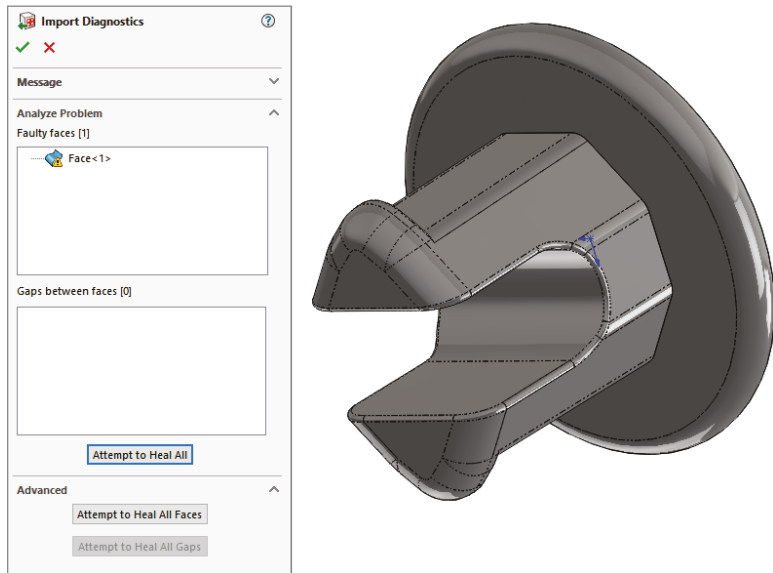 Import Diagnostics
Message
Analyze Problem
Faulty faces [1]
Face<1>
Gaps between faces [0]
Attempt to Heal All
Advanced
Attempt to Heal All Faces
Attempt to Heal All Gaps